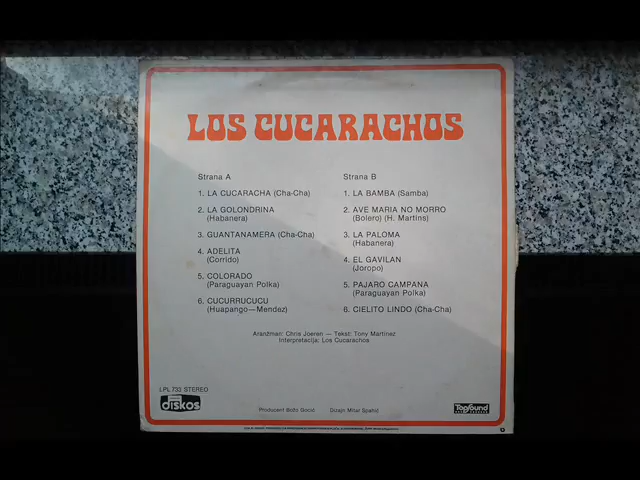 LOS CUCARACHOS
Strana A
1. LA CUCARACHA (Cha-Cha)
2. LA GOLONDRINA
(Habanera)
3. GUANTANAMERA (Cha-Cha)
4. ADELITA
(Corrido)
5. COLORADO
(Paraguayan Polka)
6. CUCURRUCUCU
(Huapango—Mendez)
Strana B
1. LA BAMBA (Samba)
2. AVE MARIA NO MORRO
(Bolero) (H. Martins)
3. LA PALOMA
(Habanera)
4. EL GAVILAN
(Joropo)
5. PAJARO CAMPANA
(Paraguayan Polka)
6. CIELITO LINDO (Cha-Cha)
Aranžman: Chris Joeren — Tekst: Tony Martinez
Interpretacija: Los Cucarachos
LPL 732 STEREO
diskos
Producent Božo Dizajn Mitar
TopSound